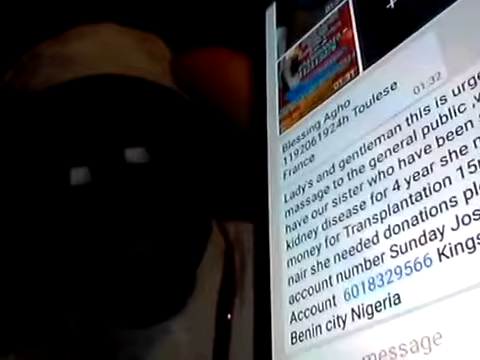 01:31
01:32
Blessing Agho
1192061924h Toulese
France
Lady's and gentleman this is urge
massage to the general public ,w
have our sister who have been s
kidney disease for 4 year she n
money for Transplantation 15
nair she needed donations pl
account number Sunday Jos
Account 6018329566 Kings
Benin city Nigeria
message